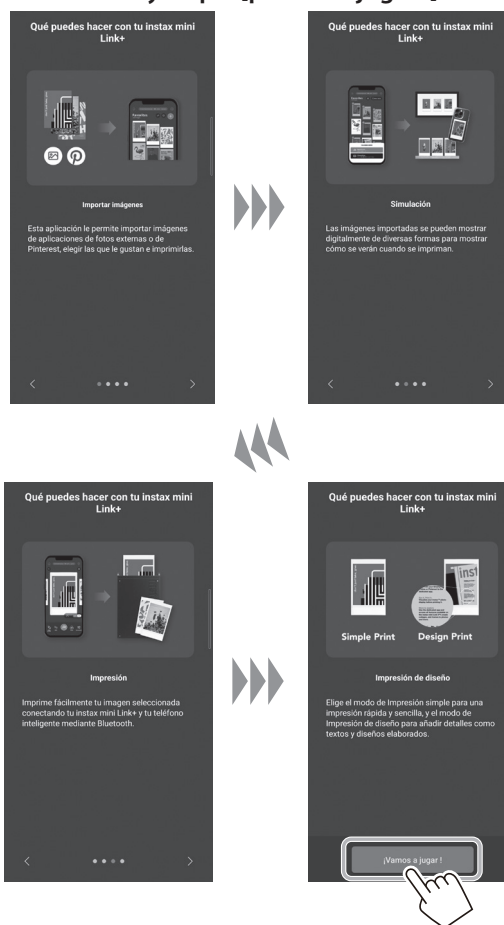 Qué puedes hacer con tu instax mini
Link+
Importar imágenes
Esta aplicación le permite importar imágenes
de aplicaciones de fotos externas o de
Pinterest, elegir las que le gustan e imprimirlas.
Qué puedes hacer con tu instax mini
Link+
Simulación
Las imágenes importadas se pueden mostrar
digitalmente de diversas formas para mostrar
cómo se verán cuando se impriman.
Qué puedes hacer con tu instax mini
Link+
Impresión
Imprime fácilmente tu imagen seleccionada
conectando tu instax mini Link+ y tu teléfono
inteligente mediante Bluetooth.
Qué puedes hacer con tu instax mini
Link+
inst
Simple Print Design Print
Impresión de diseño
Elige el modo de Impresión simple para una
impresión rápida y sencilla, y el modo de
Impresión de diseño para añadir detalles como
textos y diseños elaborados.
¡Vamos a jugar !